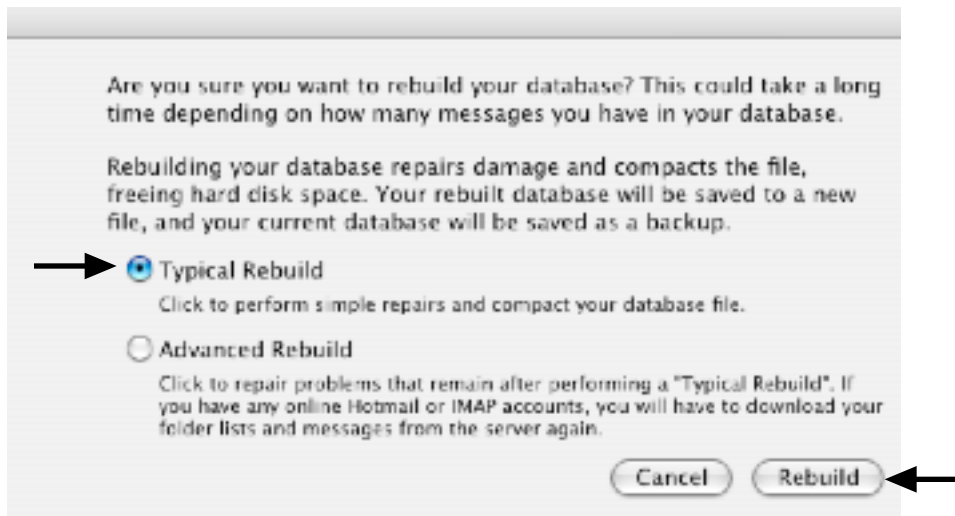 Are you sure you want to rebuild your database? This could take a long
time depending on how many messages you have in your database.
Rebuilding your database repairs damage and compacts the file,
freeing hard disk space. Your rebuilt database will be saved to a new
file, and your current database will be saved as a backup.
Typical Rebuild
Click to perform simple repairs and compact your database file.
Advanced Rebuild
Click to repair problems that remain after performing a "Typical Rebuild". If
you have any online Hotmail or IMAP accounts, you will have to download your
folder lists and messages from the server again.
Cancel Rebuild